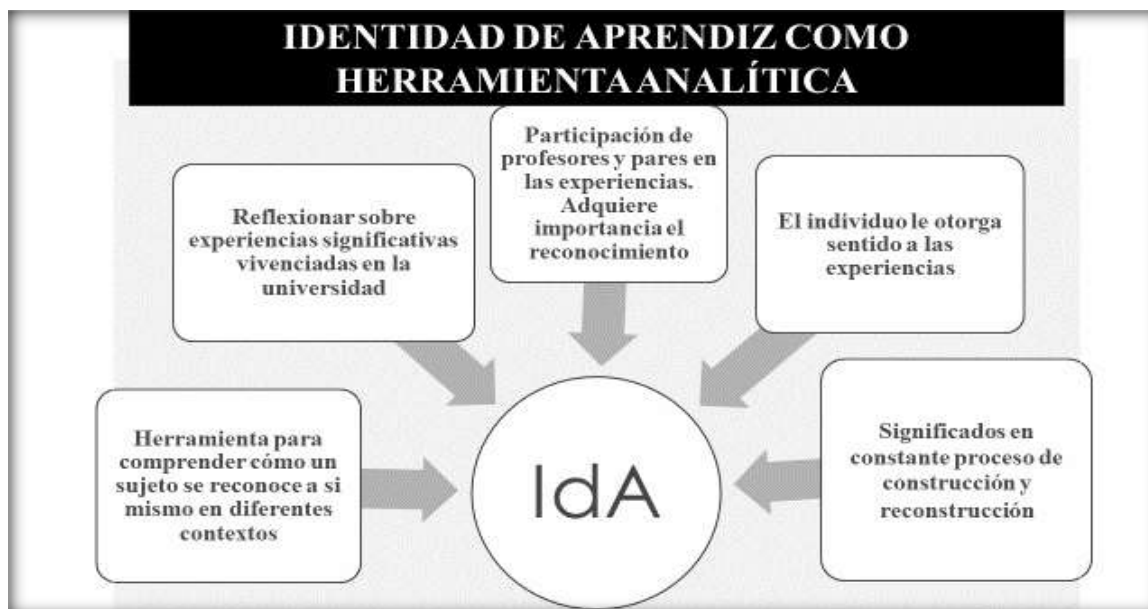 IDENTIDAD DE APRENDIZ COMO
HERRAMIENTA ANALÍTICA
Participación de
profesores y pares en
las experiencias.
Adquiere
importancia el
reconocimiento
Reflexionar sobre
experiencias significativas
vivenciadas en la
universidad
El individuo le otorga
sentido a las
experiencias
Herramienta para
comprender cómo un
sujeto se reconoce a si
mismo en diferentes
contextos
IdA
Significados en
constante proceso de
construcción y
reconstrucción